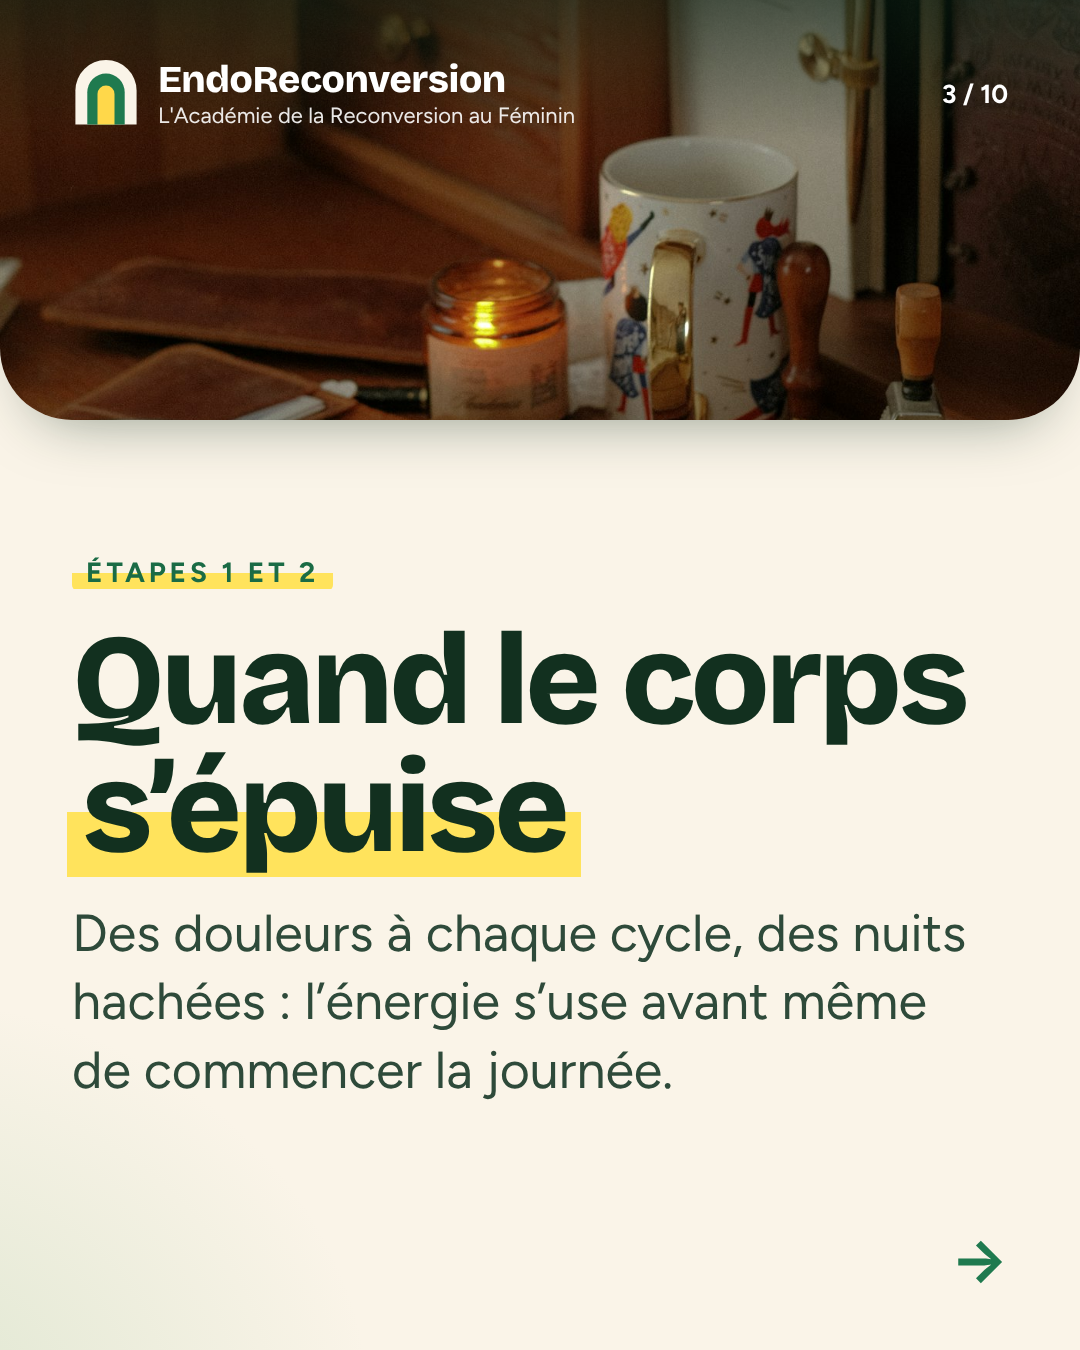 EndoReconversion
L'Académie de la Reconversion au Féminin
3 / 10
ÉTAPES 1 ET 2
Quand le corps
s’épuise
Des douleurs à chaque cycle, des nuits
hachées : l’énergie s’use avant même
de commencer la journée.